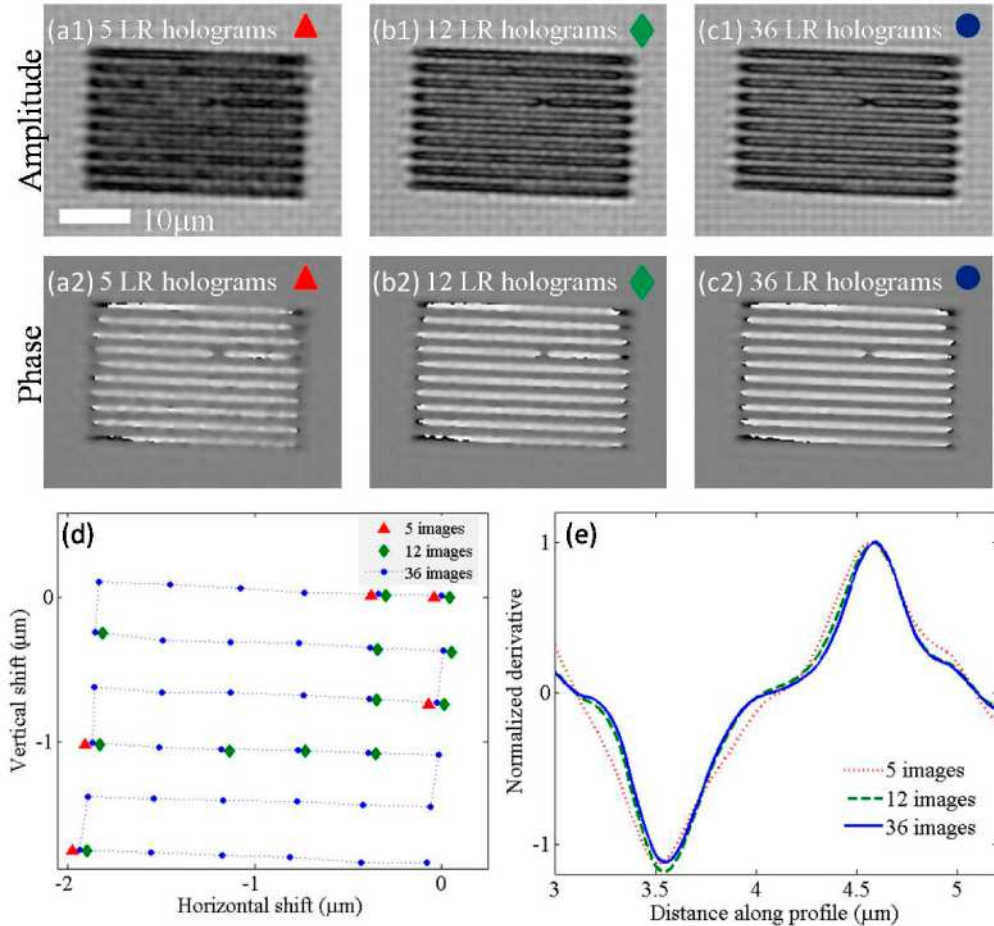 Amplitude
(a1) 5 LR holograms
(b1) 12 LR holograms
(c1) 36 LR holograms
10μm
Phase
(a2) 5 LR holograms
(b2) 12 LR holograms
(c2) 36 LR holograms
(d)
5 images
12 images
36 images
Vertical shift (μm)
0
-1
-2
-1
0
Horizontal shift (μm)
(e)
Normalized derivative
1
0
-1
5 images
12 images
36 images
3
3.5
4
4.5
5
Distance along profile (μm)